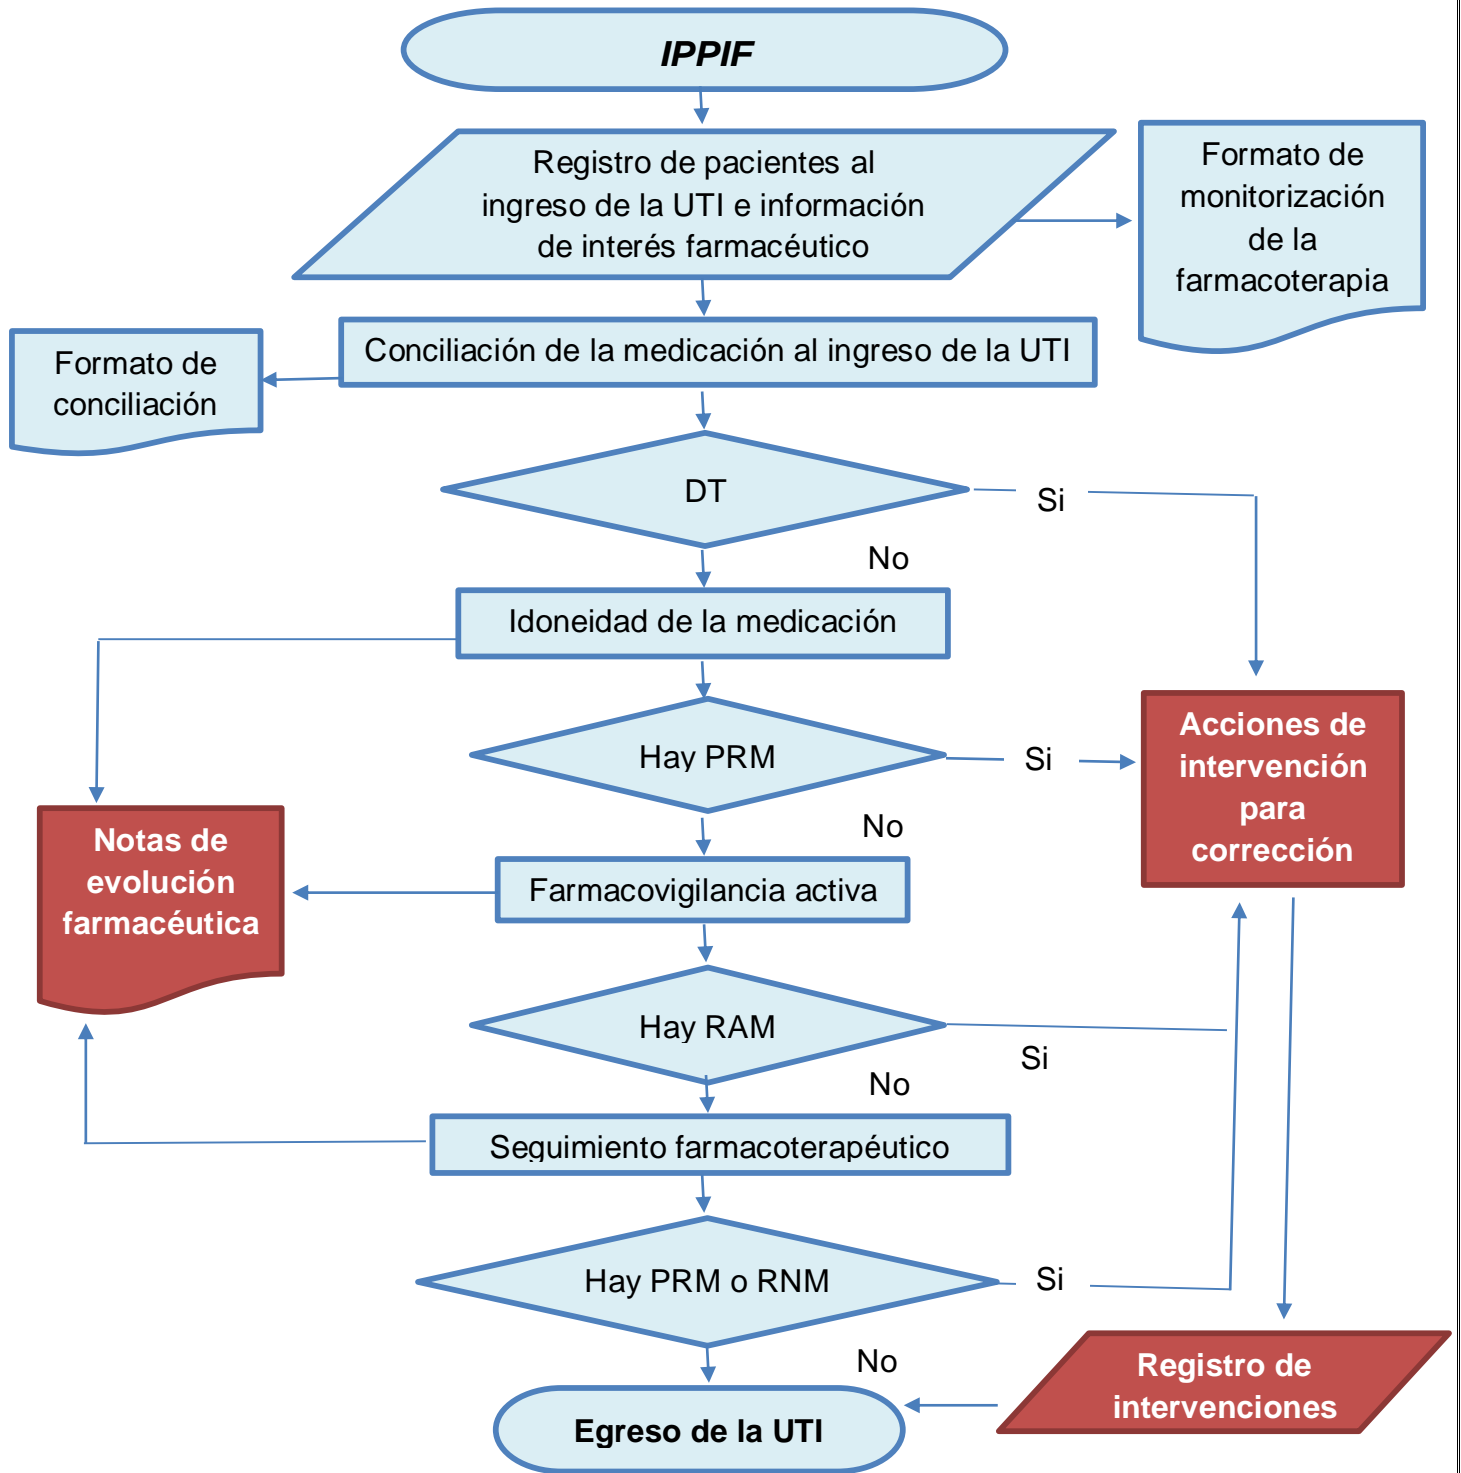 IPPIF
Registro de pacientes al
ingreso de la UTI e información
de interés farmacéutico
Formato de
monitorización
de la
farmacoterapia
Conciliación de la medicación al ingreso de la UTI
Formato de
conciliación
DT
Si
No
Idoneidad de la medicación
Hay PRM
Si
Acciones de
intervención
para
corrección
No
Notas de
evolución
farmacéutica
Farmacovigilancia activa
Hay RAM
Si
No
Seguimiento farmacoterapéutico
Hay PRM o RNM
Si
No
Registro de
intervenciones
Egreso de la UTI